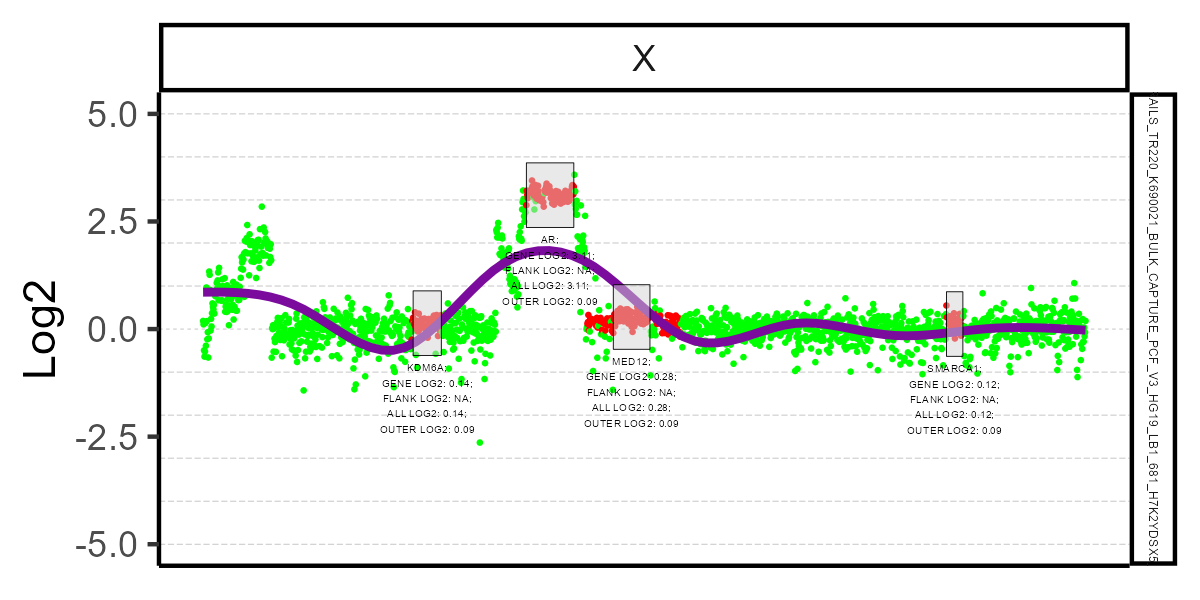 X
Log2
5.0
2.5
0.0
-2.5
-5.0
AR;
GENE LOG2: 3.11;
FLANK LOG2: NA;
ALL LOG2: 3.11;
OUTER LOG2: 0.09
KDM6A;
GENE LOG2: 0.14;
FLANK LOG2: NA;
ALL LOG2: 0.14;
OUTER LOG2: 0.09
MED12;
GENE LOG2: 0.28;
FLANK LOG2: NA;
ALL LOG2: 0.28;
OUTER LOG2: 0.09
SMARCA1;
GENE LOG2: 0.12;
FLANK LOG2: NA;
ALL LOG2: 0.12;
OUTER LOG2: 0.09
AILS_TR220_K690021_BULK_CAPTURE_PCF_V3_HG19_LB1_681_H7K2YDSX5